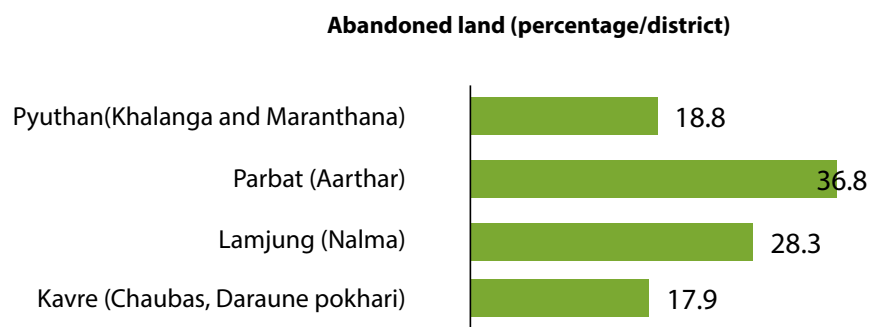 Abandoned land (percentage/district)
Pyuthan(Khalanga and Maranthana) 18.8
Parbat (Aarthar) 36.8
Lamjung (Nalma) 28.3
Kavre (Chaubas, Daraune pokhari) 17.9